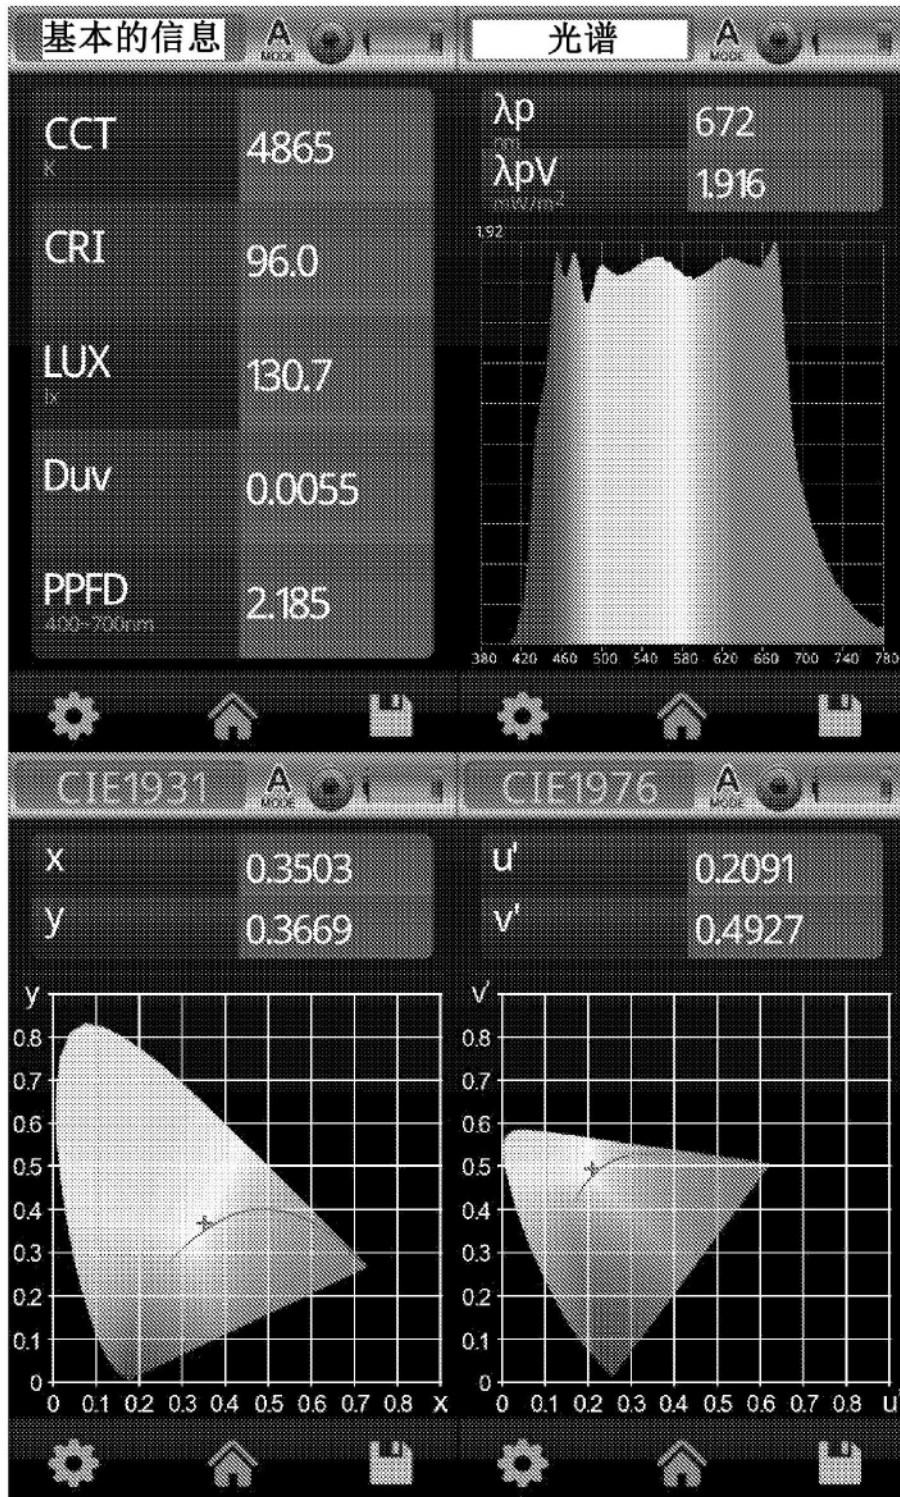 基本的信息
A
MODE
CCT
K
4865
CRI
96.0
LUX
lx
130.7
Duv
0.0055
PPFD
400~700nm
2.185
光谱
A
MODE
λp
nm
672
λpV
mW/m-2
1.916
1.92
380 420 460 500 540 580 620 660 700 740 780
CIE1931
A
MODE
x
0.3503
y
0.3669
y
0.8
0.7
0.6
0.5
0.4
0.3
0.2
0.1
0
0 0.1 0.2 0.3 0.4 0.5 0.6 0.7 0.8 x
CIE1976
A
MODE
u'
0.2091
v'
0.4927
v'
0.8
0.7
0.6
0.5
0.4
0.3
0.2
0.1
0
0 0.1 0.2 0.3 0.4 0.5 0.6 0.7 0.8 u'